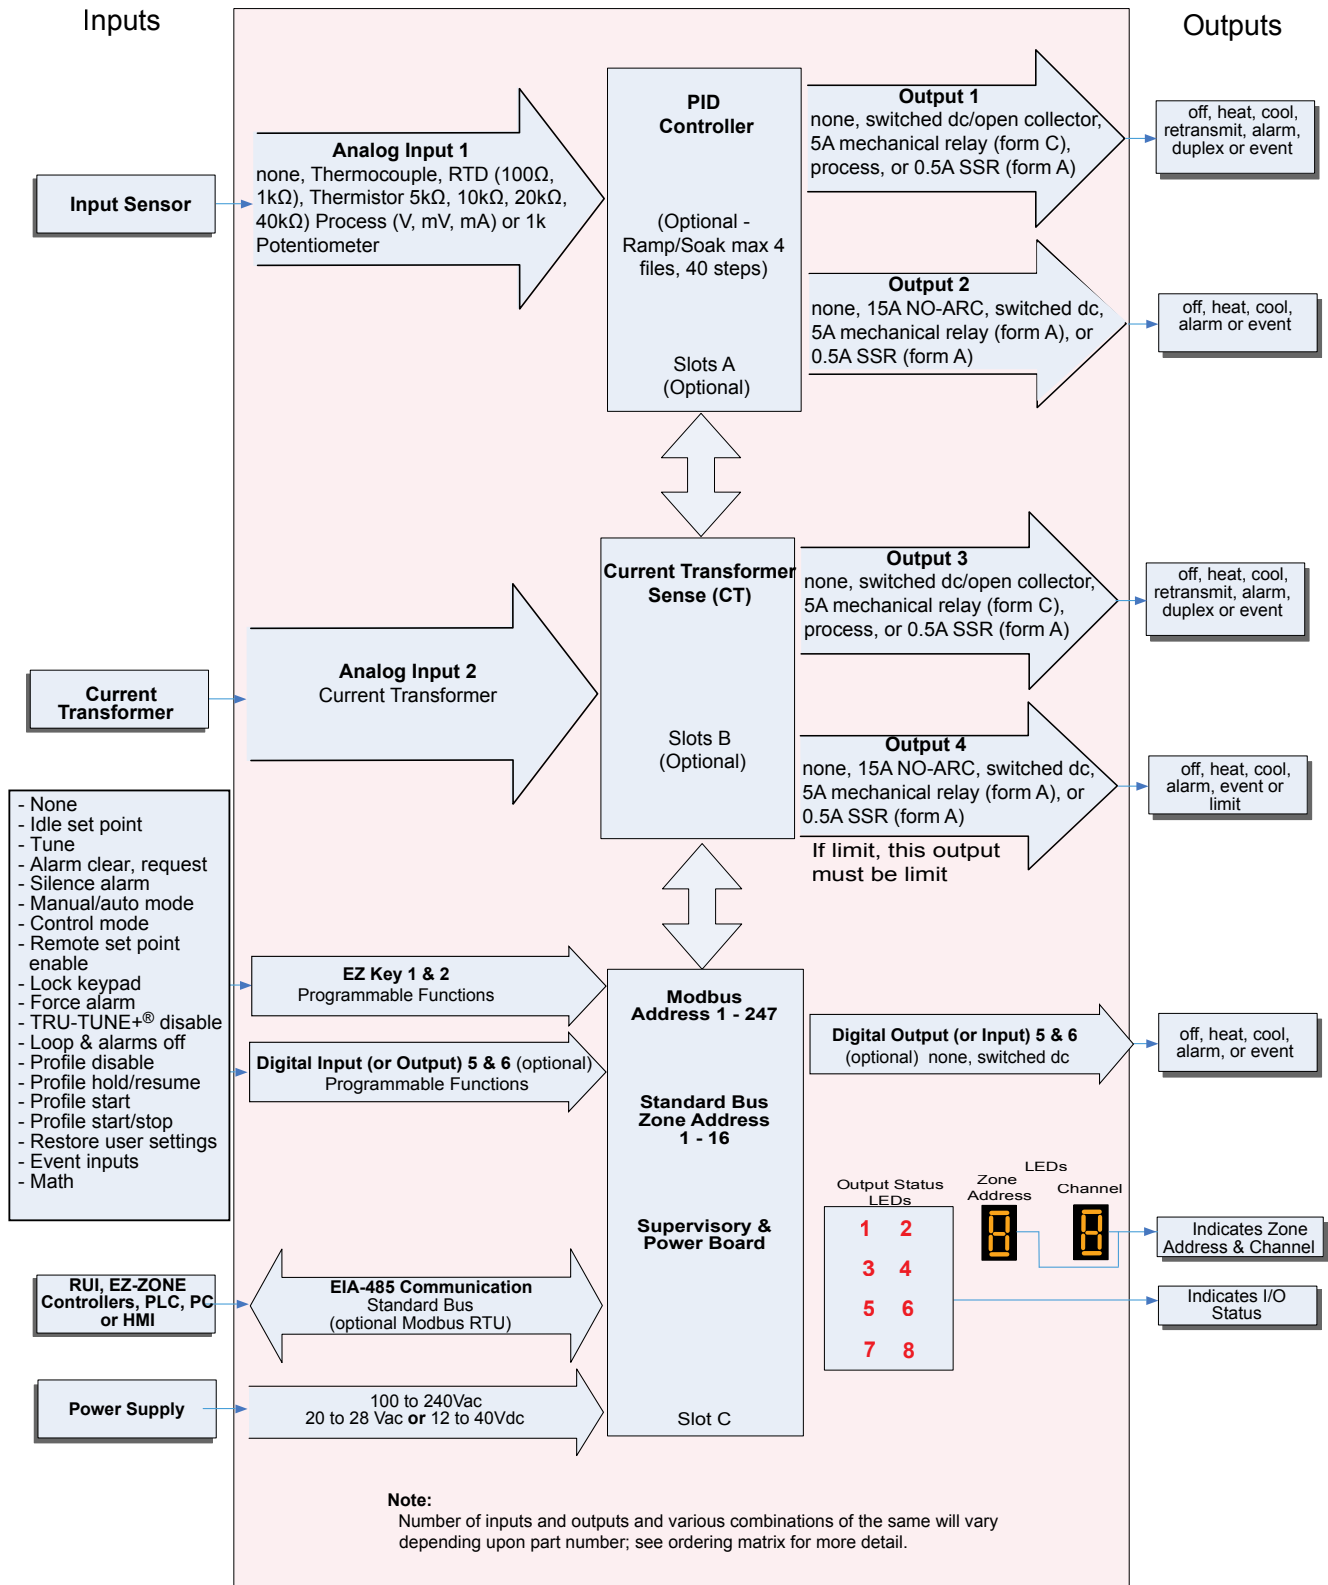 Inputs
Outputs
PID
Controller
(Optional -
Ramp/Soak max 4
files, 40 steps)
Slots A
(Optional)
Analog Input 1
none, Thermocouple, RTD (100Ω,
1kΩ), Thermistor 5kΩ, 10kΩ, 20kΩ,
40kΩ) Process (V, mV, mA) or 1k
Potentiometer
Input Sensor
Output 1
none, switched dc/open collector,
5A mechanical relay (form C),
process, or 0.5A SSR (form A)
off, heat, cool,
retransmit, alarm,
duplex or event
Output 2
none, 15A NO-ARC, switched dc,
5A mechanical relay (form A), or
0.5A SSR (form A)
off, heat, cool,
alarm or event
Current Transformer
Sense (CT)
Slots B
(Optional)
Analog Input 2
Current Transformer
Current
Transformer
Output 3
none, switched dc/open collector,
5A mechanical relay (form C),
process, or 0.5A SSR (form A)
off, heat, cool,
retransmit, alarm,
duplex or event
Output 4
none, 15A NO-ARC, switched dc,
5A mechanical relay (form A), or
0.5A SSR (form A)
If limit, this output
must be limit
off, heat, cool,
alarm, event or
limit
- None
- Idle set point
- Tune
- Alarm clear, request
- Silence alarm
- Manual/auto mode
- Control mode
- Remote set point
enable
- Lock keypad
- Force alarm
- TRU-TUNE+® disable
- Loop & alarms off
- Profile disable
- Profile hold/resume
- Profile start
- Profile start/stop
- Restore user settings
- Event inputs
- Math
EZ Key 1 & 2
Programmable Functions
Digital Input (or Output) 5 & 6 (optional)
Programmable Functions
Modbus
Address 1 - 247
Standard Bus
Zone Address
1 - 16
Supervisory &
Power Board
Slot C
Digital Output (or Input) 5 & 6
(optional) none, switched dc
off, heat, cool,
alarm, or event
Output Status
LEDs
1 2
3 4
5 6
7 8
LEDs
Zone
Address
Channel
8 8
Indicates Zone
Address & Channel
Indicates I/O
Status
RUI, EZ-ZONE
Controllers, PLC, PC
or HMI
EIA-485 Communication
Standard Bus
(optional Modbus RTU)
Power Supply
100 to 240Vac
20 to 28 Vac or 12 to 40Vdc
Note:
Number of inputs and outputs and various combinations of the same will vary
depending upon part number; see ordering matrix for more detail.